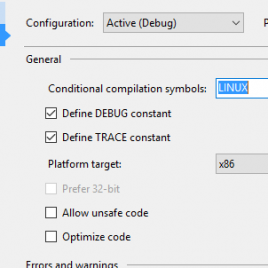 Configuration: Active (Debug)
General
Conditional compilation symbols: LINUX
Define DEBUG constant
Define TRACE constant
Platform target: x86
Prefer 32-bit
Allow unsafe code
Optimize code
Errors and warnings